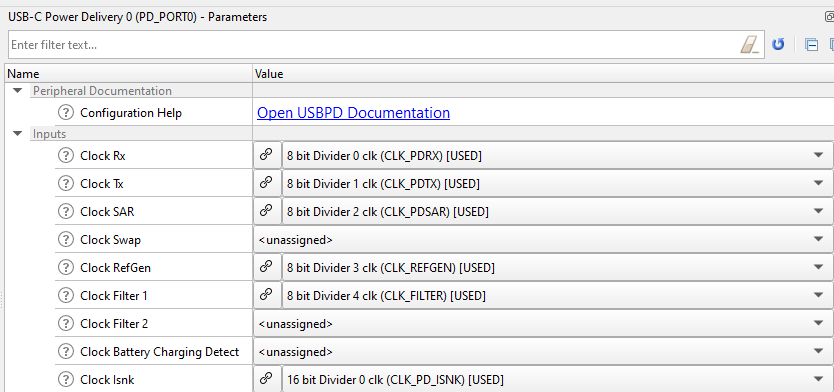 USB-C Power Delivery 0 (PD_PORT0) - Parameters
Enter filter text...
Name Value
Peripheral Documentation
? Configuration Help Open USBPD Documentation
Inputs
? Clock Rx 8 bit Divider 0 clk (CLK_PDRX) [USED]
? Clock Tx 8 bit Divider 1 clk (CLK_PDTX) [USED]
? Clock SAR 8 bit Divider 2 clk (CLK_PDSAR) [USED]
? Clock Swap <unassigned>
? Clock RefGen 8 bit Divider 3 clk (CLK_REFGEN) [USED]
? Clock Filter 1 8 bit Divider 4 clk (CLK_FILTER) [USED]
? Clock Filter 2 <unassigned>
? Clock Battery Charging Detect <unassigned>
? Clock Isnk 16 bit Divider 0 clk (CLK_PD_ISNK) [USED]